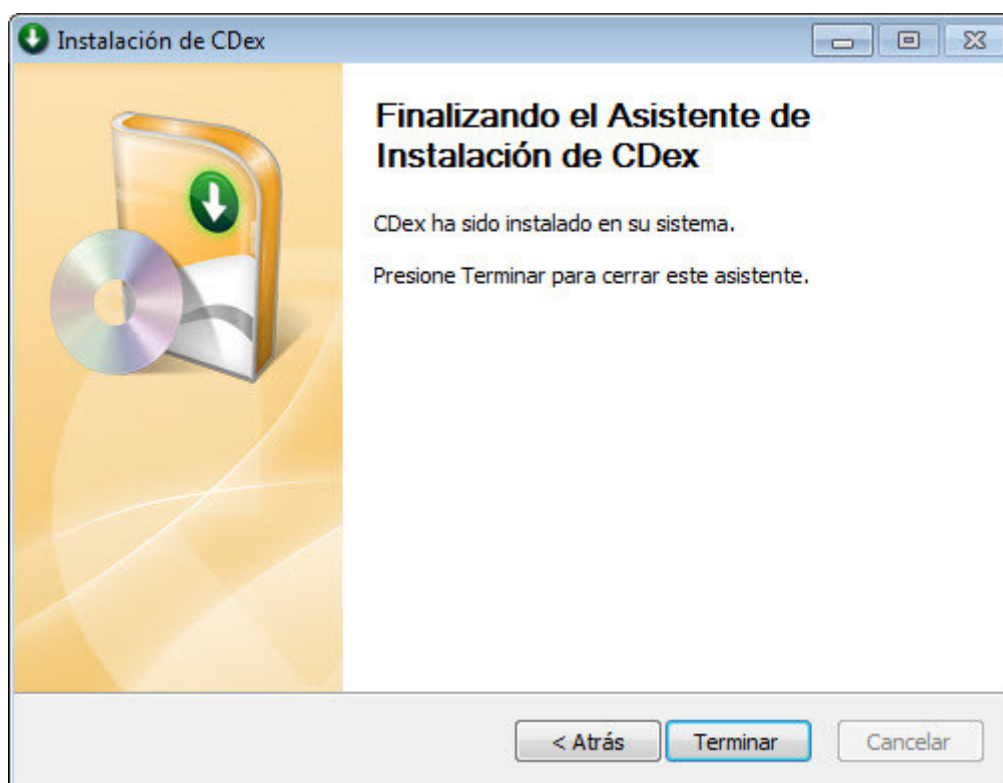 Instalación de CDex
Finalizando el Asistente de
Instalación de CDex
CDex ha sido instalado en su sistema.
Presione Terminar para cerrar este asistente.
< Atrás
Terminar
Cancelar